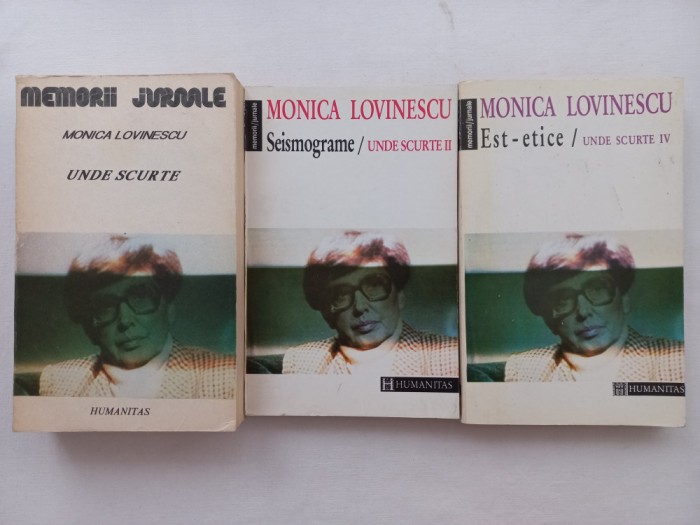 MEMORII JURNALE
MONICA LOVINESCU
UNDE SCURTE
HUMANITAS
memorii/jurnale
MONICA LOVINESCU
Seismograme / UNDE SCURTE II
HUMANITAS
memorii/jurnale
MONICA LOVINESCU
Est-etice / UNDE SCURTE IV
HUMANITAS